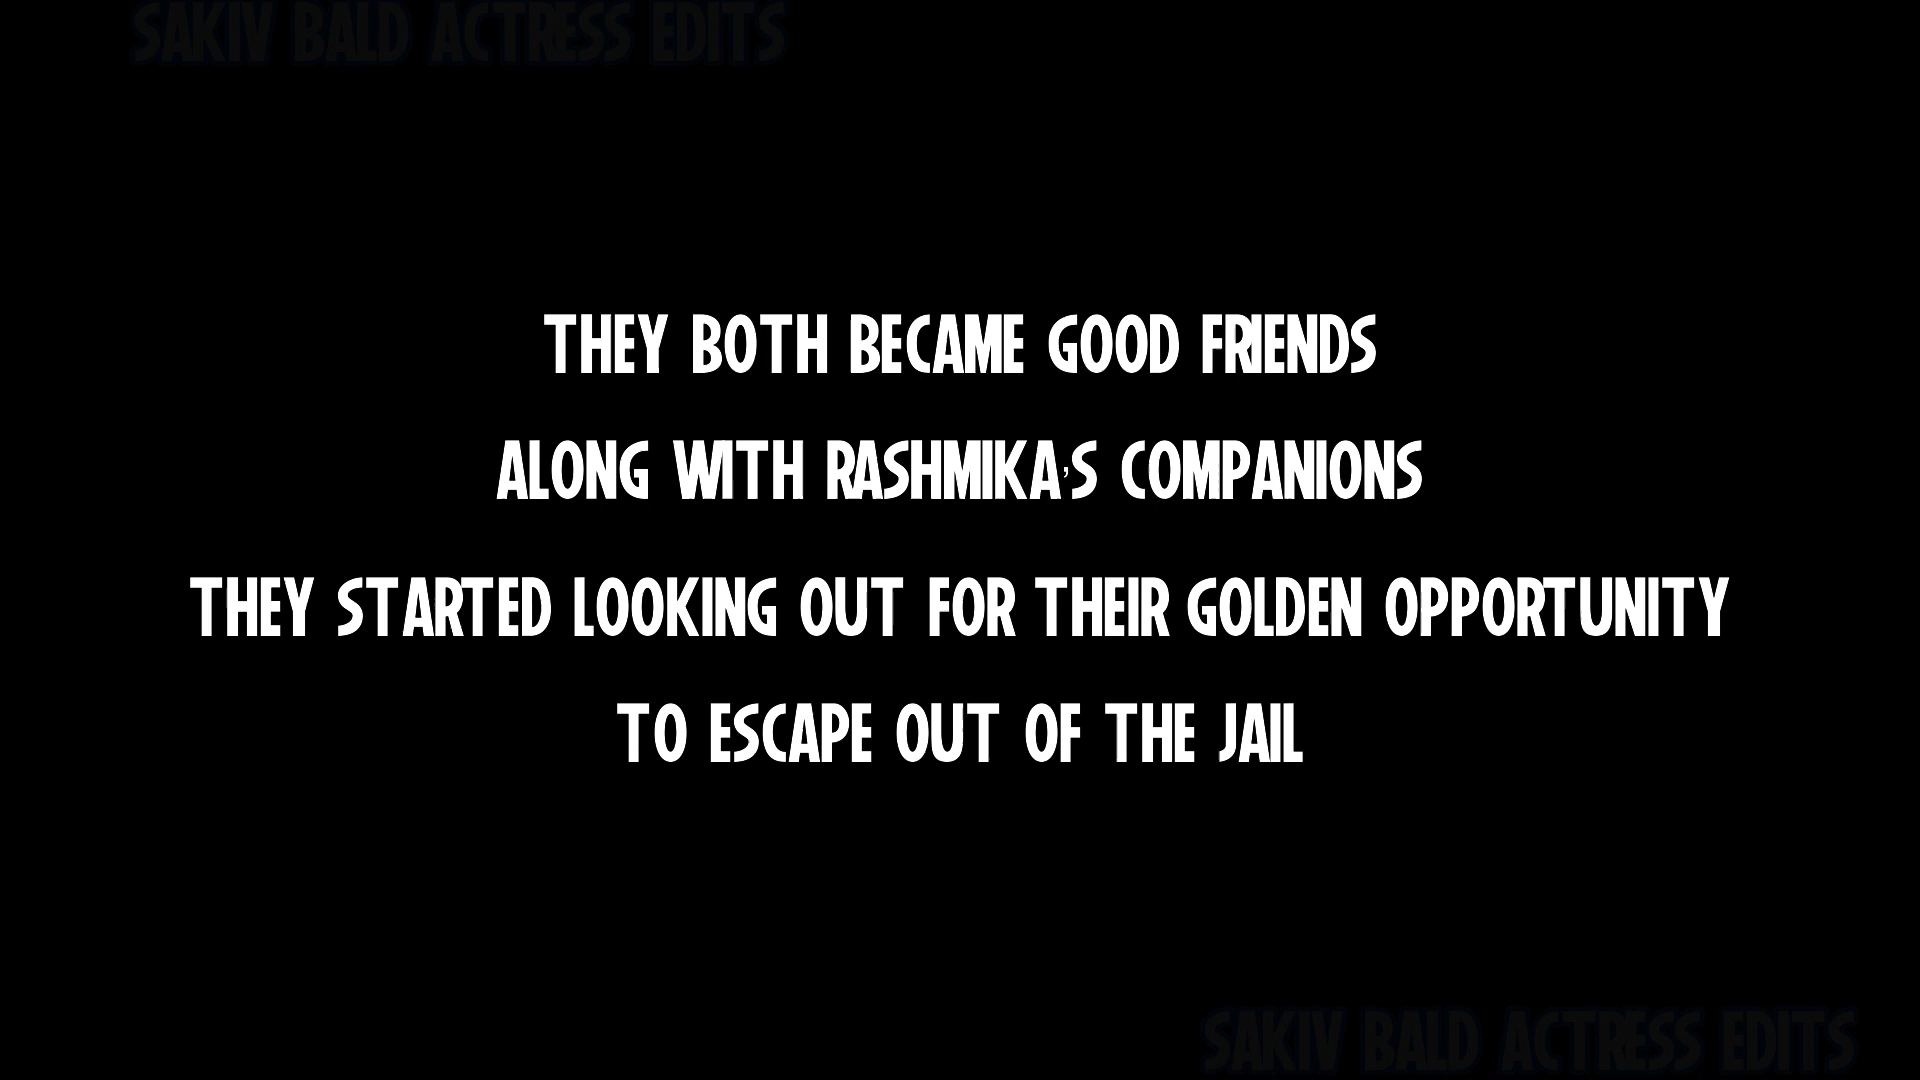 SAKIV BALD ACTRESS EDITS
THEY BOTH BECAME GOOD FRIENDS
ALONG WITH RASHMIKA'S COMPANIONS
THEY STARTED LOOKING OUT FOR THEIR GOLDEN OPPORTUNITY
TO ESCAPE OUT OF THE JAIL
SAKIV BALD ACTRESS EDITS